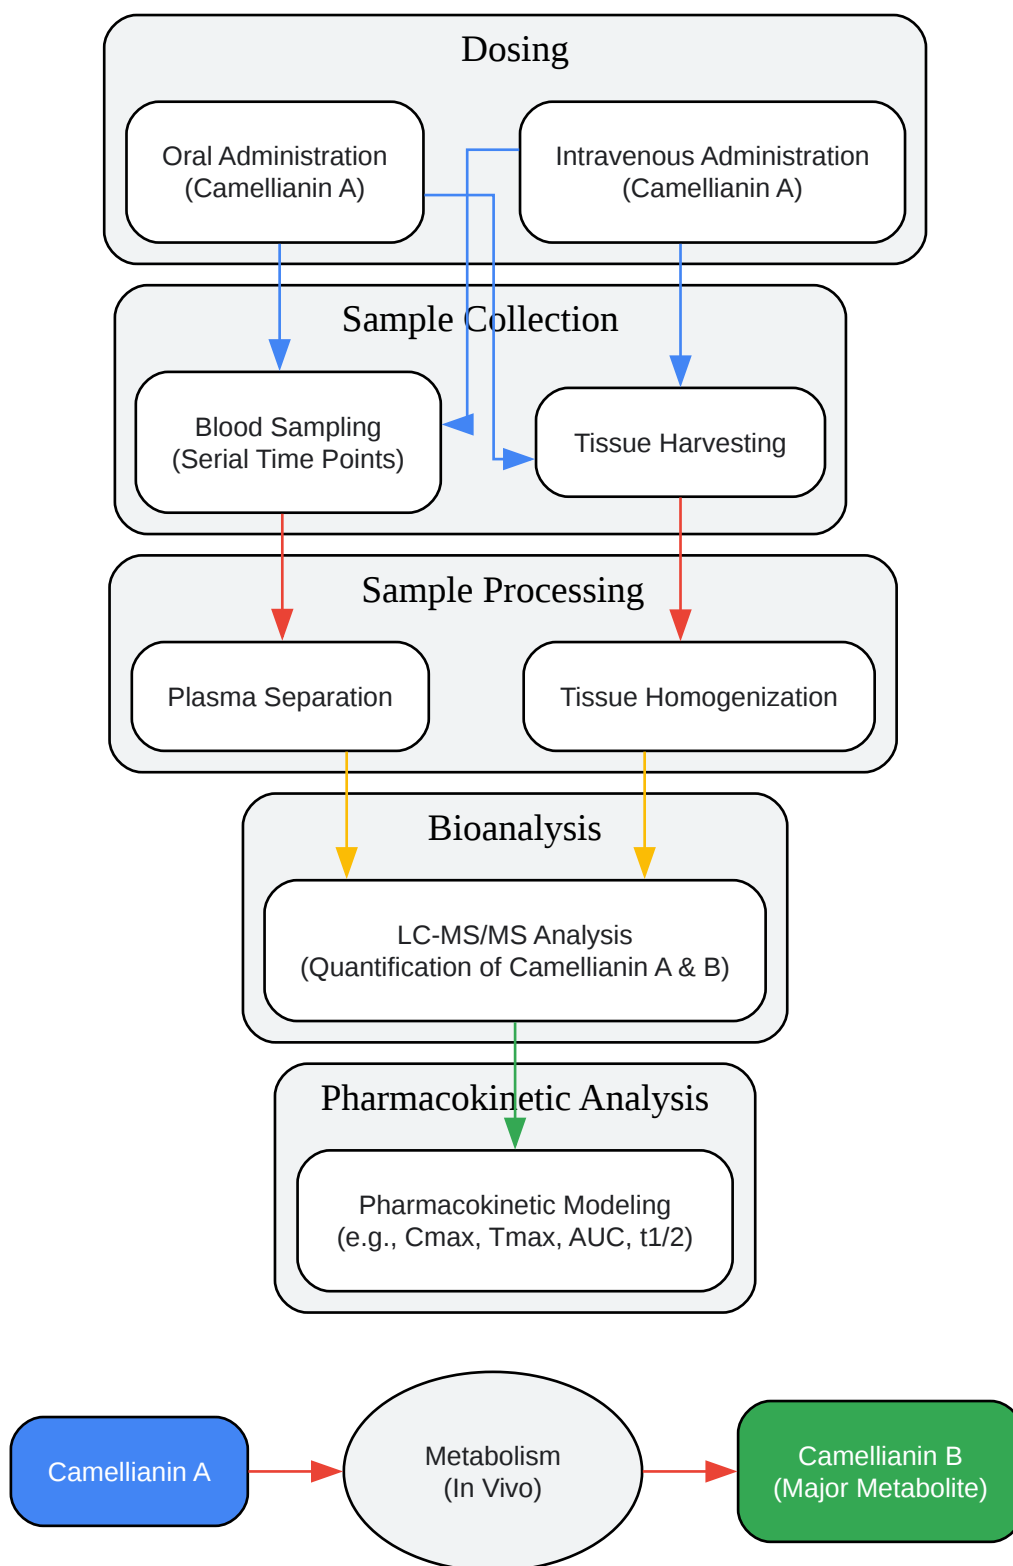 Dosing
Oral Administration
(Camellianin A)
Intravenous Administration
(Camellianin A)
Sample Collection
Blood Sampling
(Serial Time Points)
Tissue Harvesting
Sample Processing
Plasma Separation
Tissue Homogenization
Bioanalysis
LC-MS/MS Analysis
(Quantification of Camellianin A & B)
Pharmacokinetic Analysis
Pharmacokinetic Modeling
(e.g., Cmax, Tmax, AUC, t1/2)
Camellianin A
Metabolism
(In Vivo)
Camellianin B
(Major Metabolite)